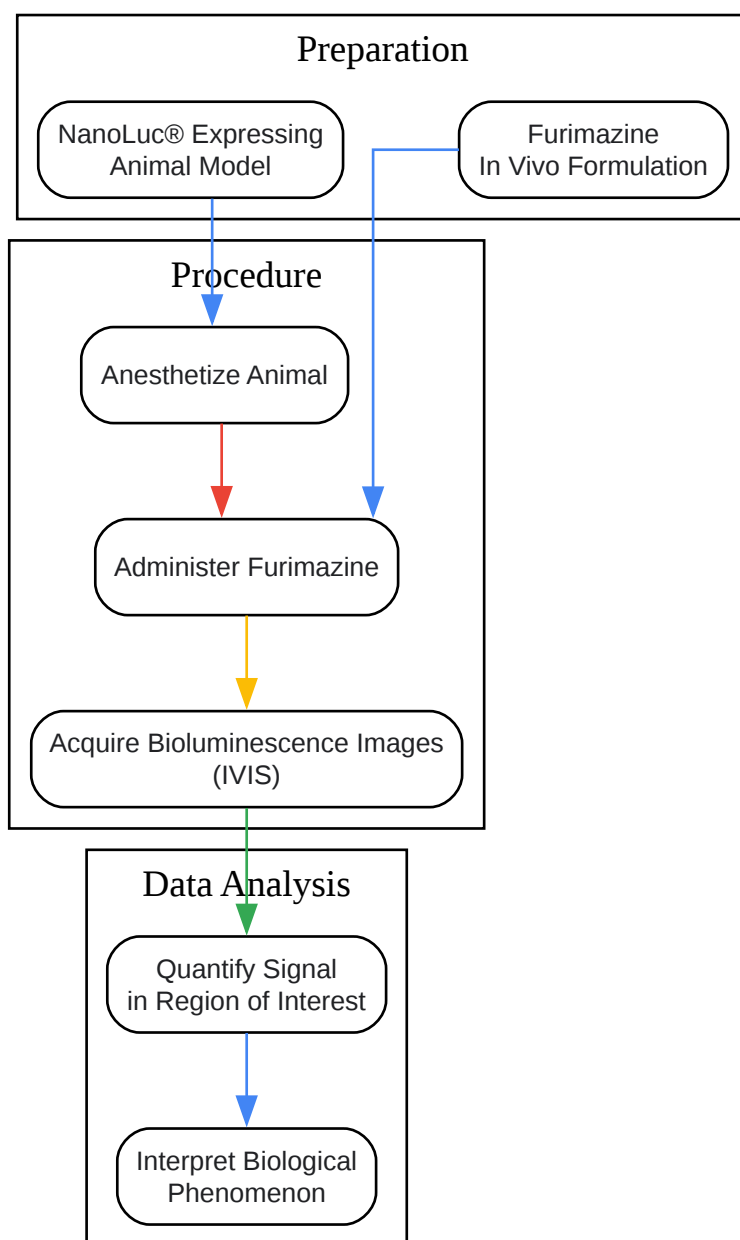 Preparation
NanoLuc® Expressing
Animal Model
Furimazine
In Vivo Formulation
Procedure
Anesthetize Animal
Administer Furimazine
Acquire Bioluminescence Images
(IVIS)
Data Analysis
Quantify Signal
in Region of Interest
Interpret Biological
Phenomenon